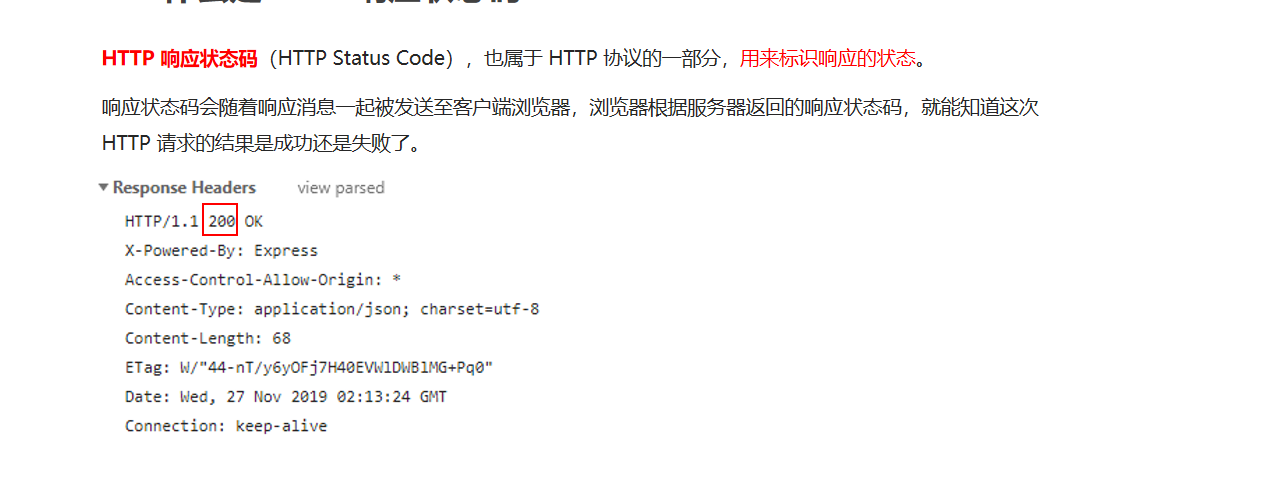 HTTP 响应状态码（HTTP Status Code），也属于 HTTP 协议的一部分，用来标识响应的状态。
响应状态码会随着响应消息一起被发送至客户端浏览器，浏览器根据服务器返回的响应状态码，就能知道这次
HTTP 请求的结果是成功还是失败了。
Response Headers view parsed
HTTP/1.1 200 OK
X-Powered-By: Express
Access-Control-Allow-Origin: *
Content-Type: application/json; charset=utf-8
Content-Length: 68
ETag: W/"44-nT/y6yOFj7H40EVWlDWBlMG+Pq0"
Date: Wed, 27 Nov 2019 02:13:24 GMT
Connection: keep-alive